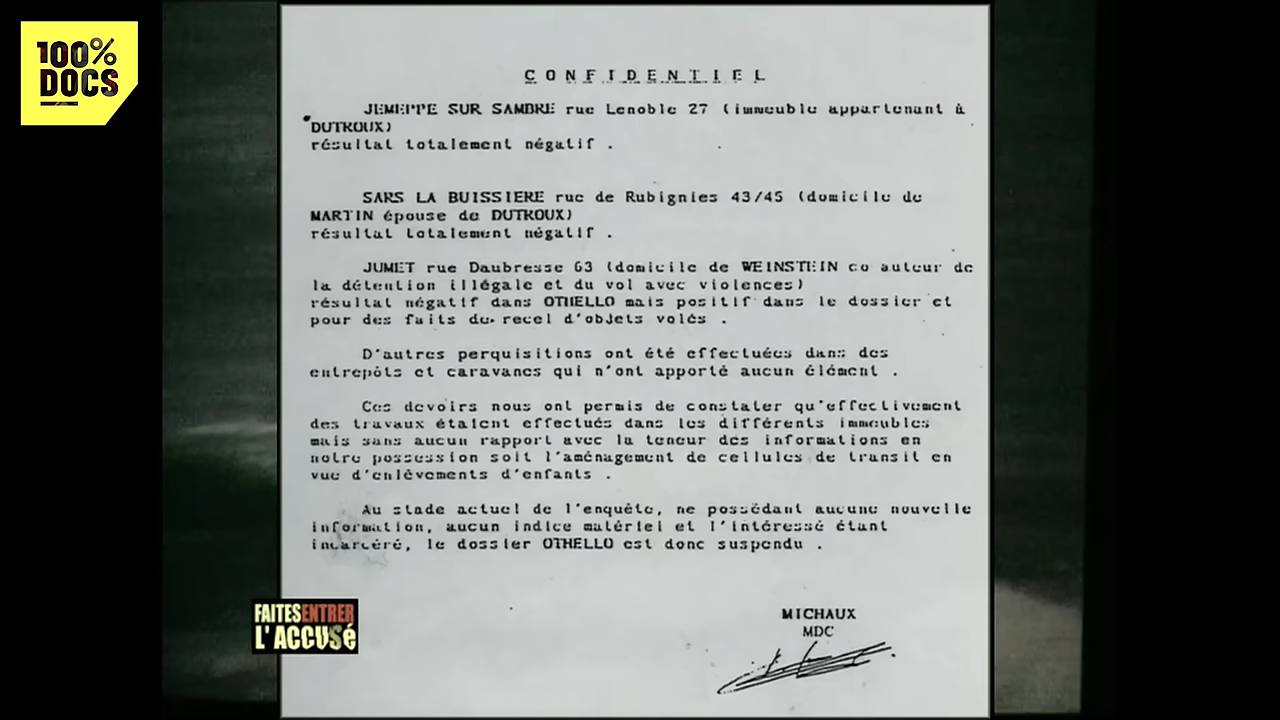 100%
DOCS
CONFIDENTIEL
JEMEPPE SUR SAMBRE rue Lenoble 27 (immeuble appartenant à
DUTROUX)
résultat totalement négatif .
SARS LA BUISSIERE rue de Rubignies 43/45 (domicile de
MARTIN épouse de DUTROUX)
résultat totalement négatif .
JUMET rue Daubresse 63 (domicile de WEINSTEIN co auteur de
la détention illégale et du vol avec violences)
résultat négatif dans OTHELLO mais positif dans le dossier et
pour des faits de recel d'objets volés .
D'autres perquisitions ont été effectuées dans des
entrepôts et caravanes qui n'ont apporté aucun élément .
Ces devoirs nous ont permis de constater qu'effectivement
des travaux étaient effectués dans les différents immeubles
mais sans aucun rapport avec la teneur des informations en
notre possession soit l'aménagement de cellules de transit en
vue d'enlèvements d'enfants .
Au stade actuel de l'enquête, ne possédant aucune nouvelle
information, aucun indice matériel et l'intéressé étant
incarcéré, le dossier OTHELLO est donc suspendu .
MICHAUX
MDC
FAITES ENTRER
L'ACCUSé